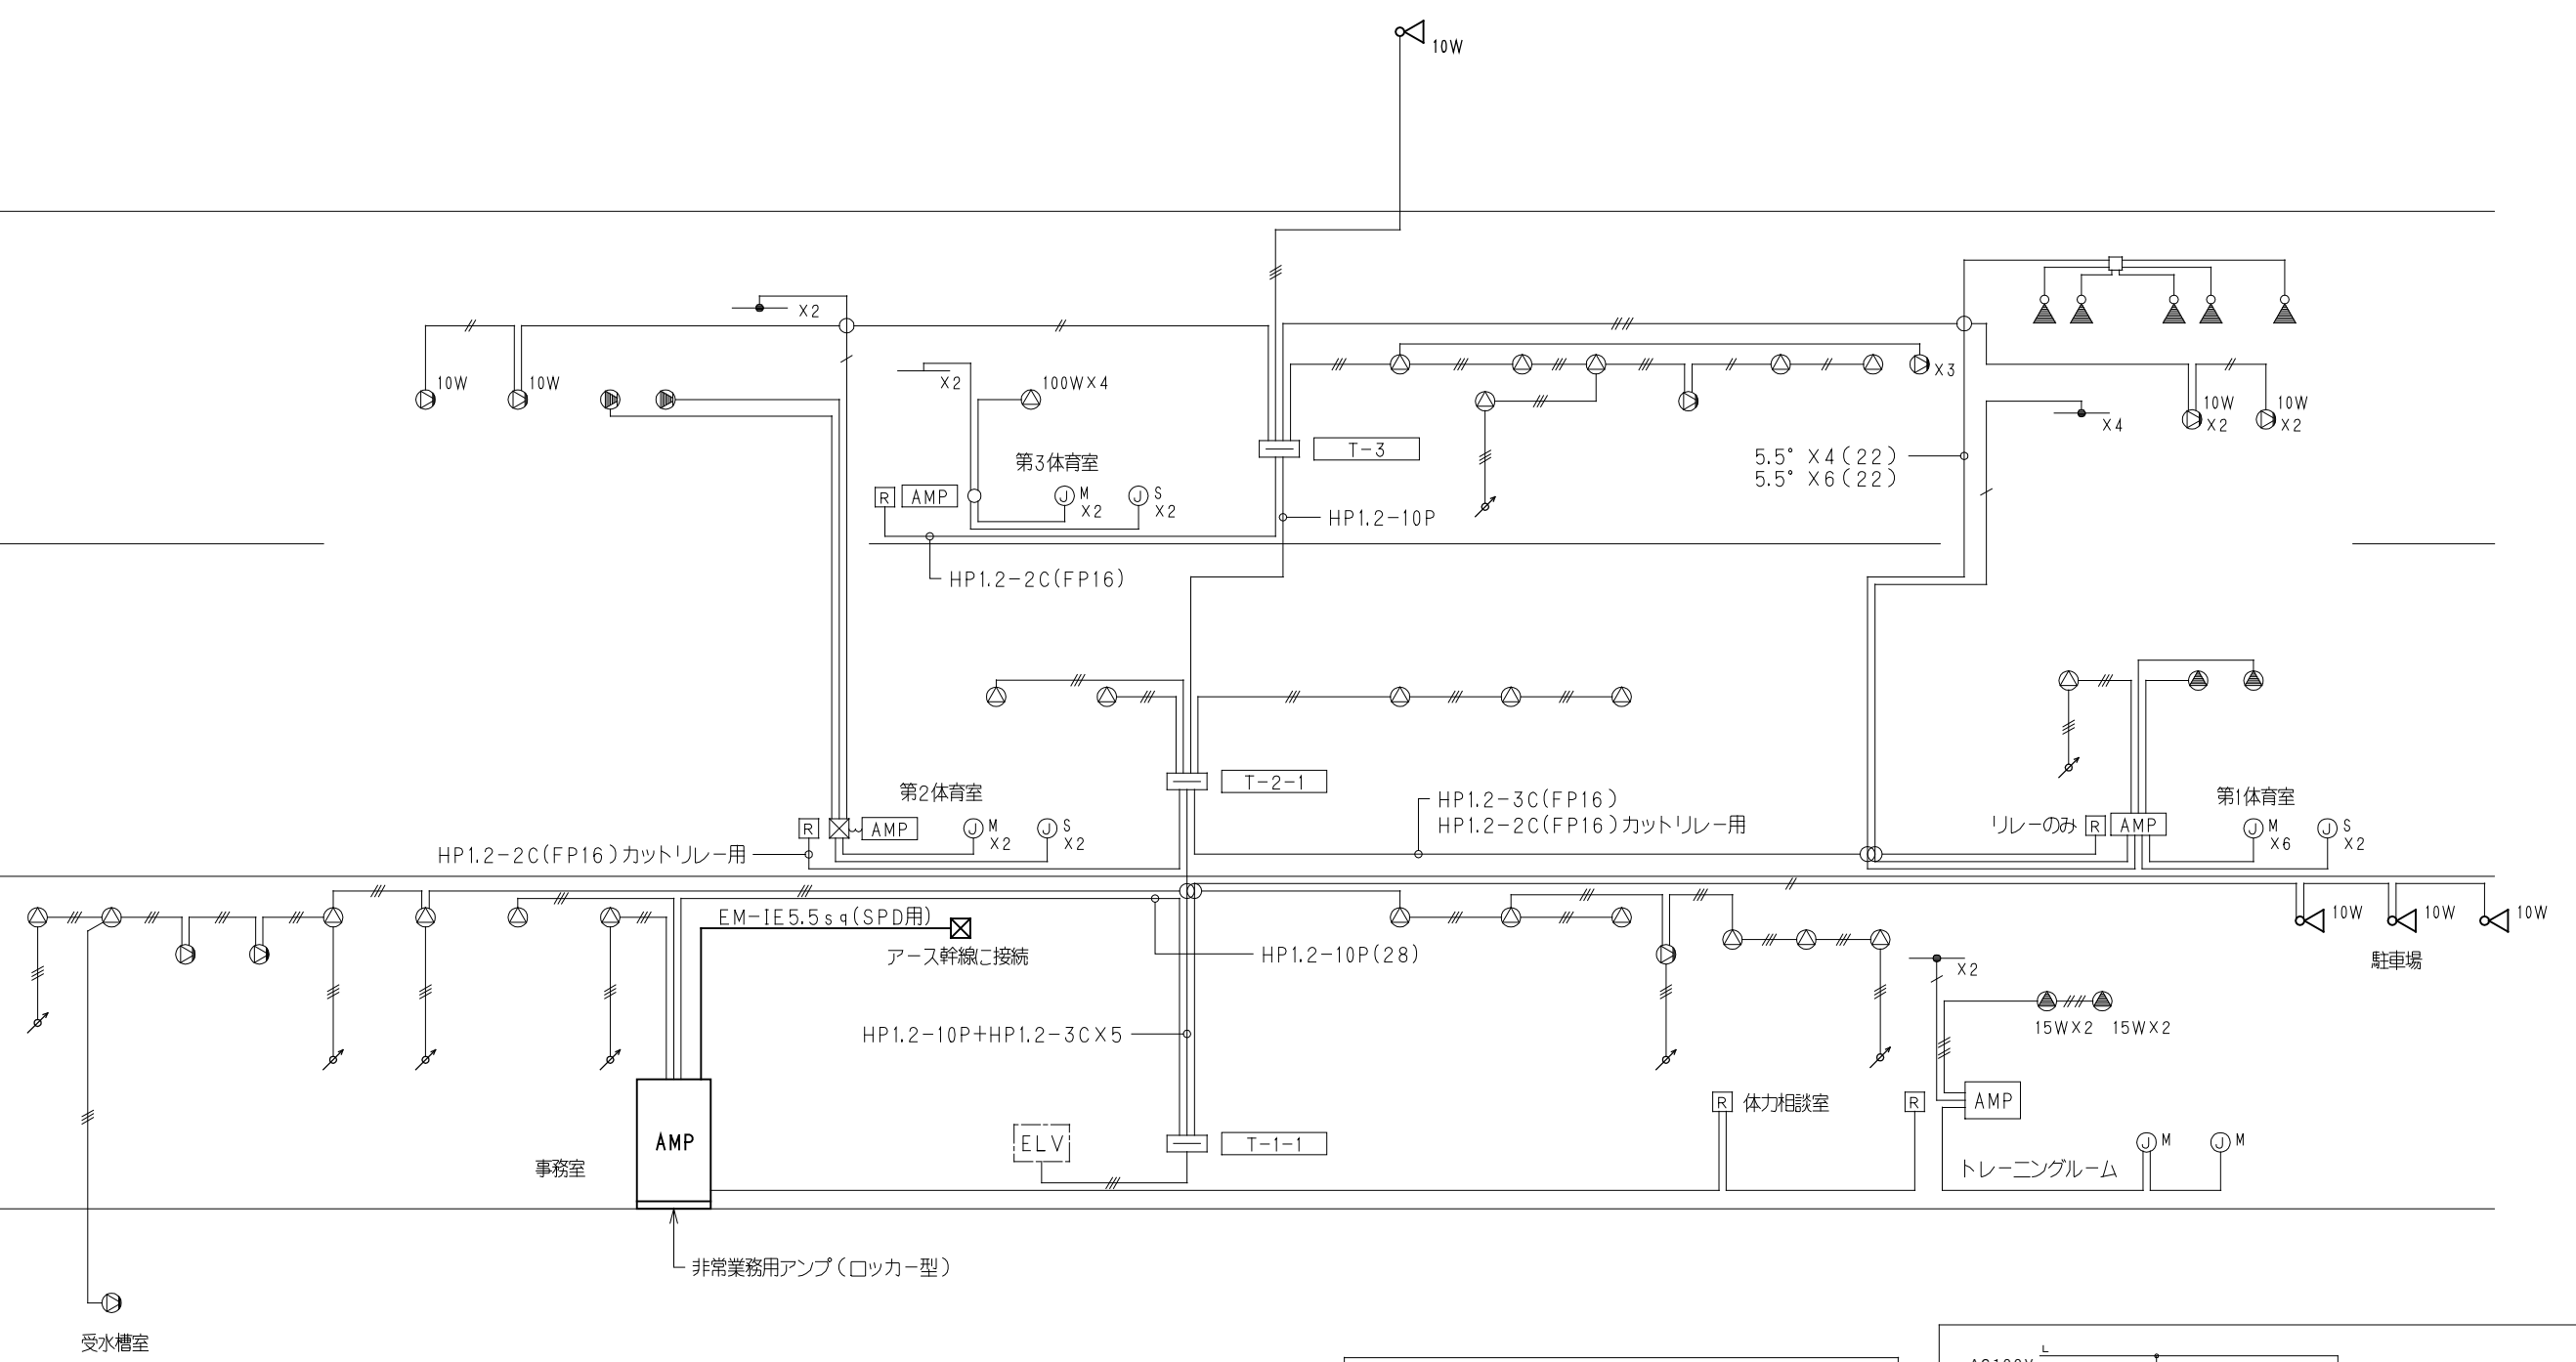 10W
X2
10W
10W
X2
100WX4
X3
10W
X2
10W
X2
X4
T-3
第3体育室
5.5° X4(22)
5.5° X6(22)
R
AMP
J
M
X2
J
S
X2
HP1.2-10P
HP1.2-2C(FP16)
T-2-1
第2体育室
第1体育室
HP1.2-3C(FP16)
HP1.2-2C(FP16)カットリレー用
R
AMP
J
M
X2
J
S
X2
リレーのみ
R
AMP
J
M
X6
J
S
X2
HP1.2-2C(FP16)カットリレー用
EM-IE5.5sq(SPD用)
アース幹線に接続
HP1.2-10P(28)
10W
10W
10W
駐車場
X2
HP1.2-10P+HP1.2-3CX5
15WX2
15WX2
R
体力相談室
R
AMP
AMP
ELV
T-1-1
J
M
J
M
事務室
トレーニングルーム
非常業務用アンプ(ロッカー型)
受水槽室
L